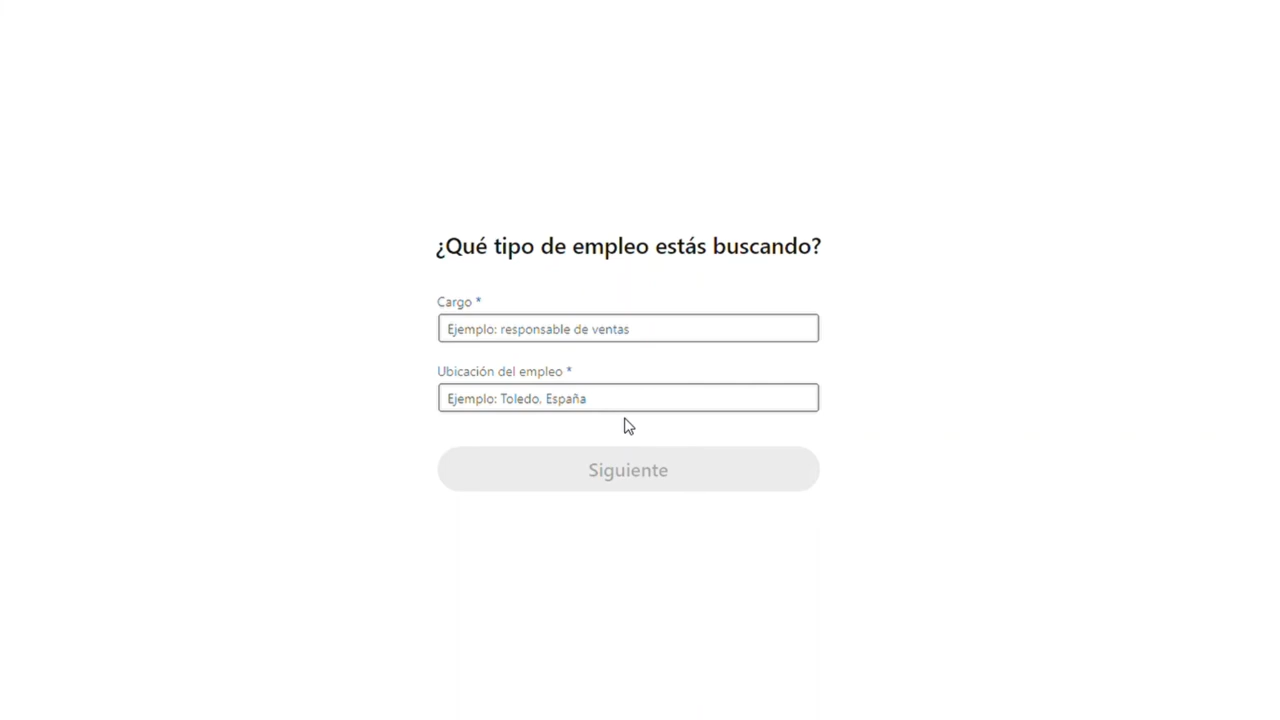 ¿Qué tipo de empleo estás buscando?
Cargo *
Ejemplo: responsable de ventas
Ubicación del empleo *
Ejemplo: Toledo, España
Siguiente